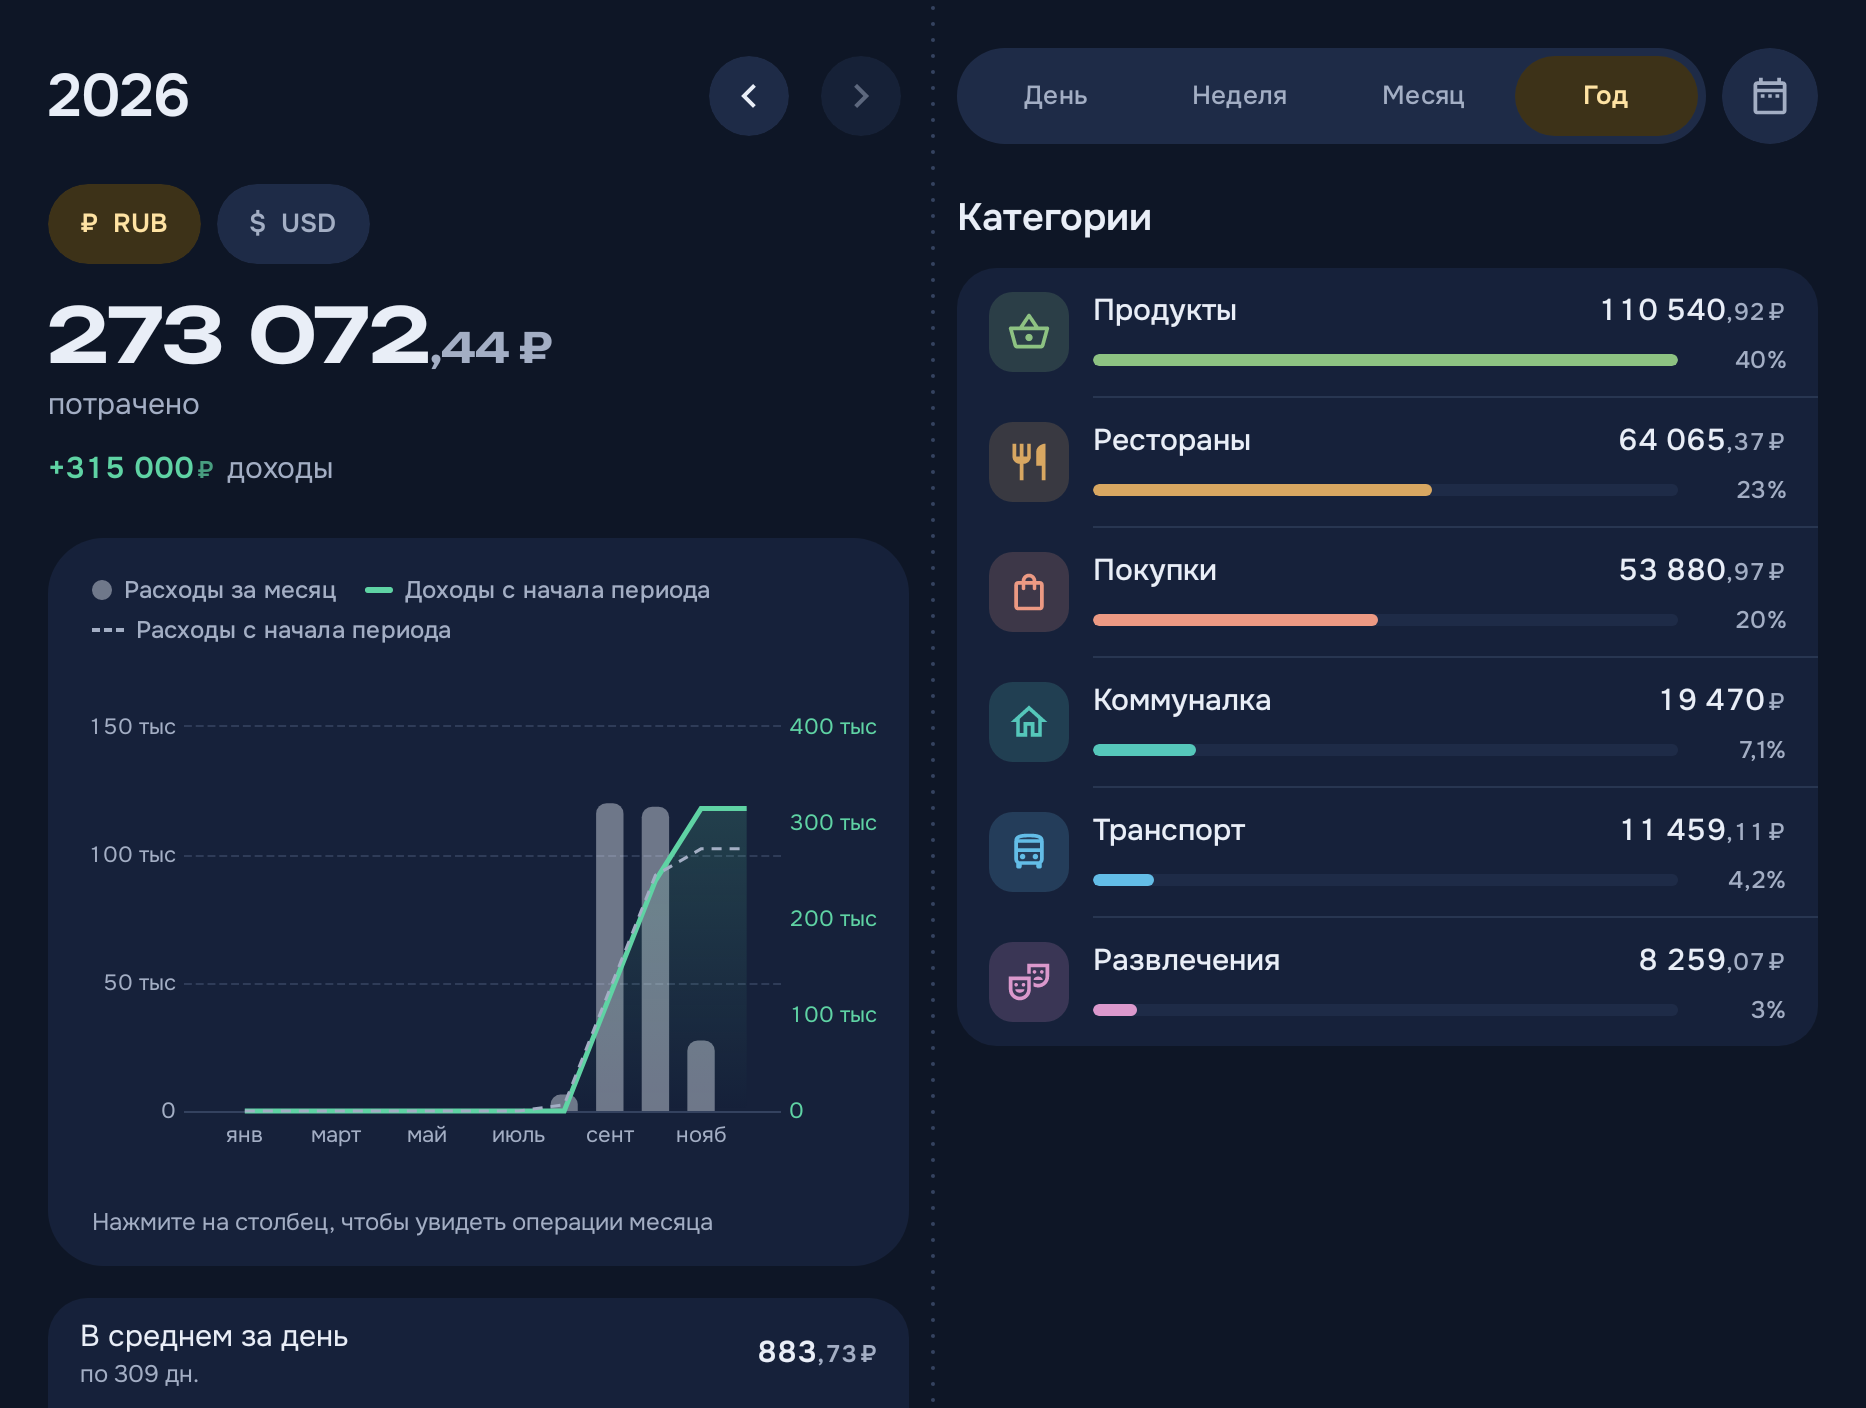 2026
₽ RUB
$ USD
273 072,44 ₽
потрачено
+315 000 ₽ доходы
Расходы за месяц
Доходы с начала периода
Расходы с начала периода
150 тыс
400 тыс
300 тыс
100 тыс
200 тыс
50 тыс
100 тыс
0
0
янв март май июль сент нояб
Нажмите на столбец, чтобы увидеть операции месяца
В среднем за день
по 309 дн.
883,73 ₽
День Неделя Месяц Год
Категории
Продукты 110 540,92 ₽
40%
Рестораны 64 065,37 ₽
23%
Покупки 53 880,97 ₽
20%
Коммуналка 19 470 ₽
7,1%
Транспорт 11 459,11 ₽
4,2%
Развлечения 8 259,07 ₽
3%